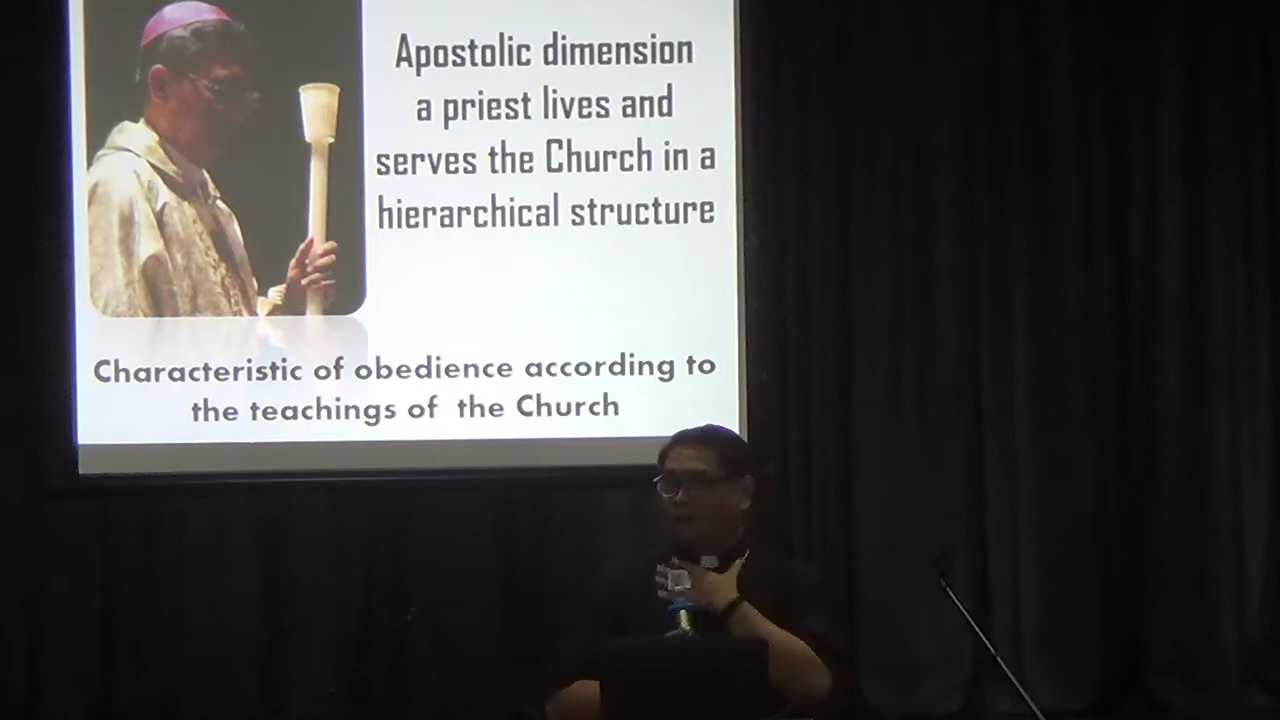 Apostolic dimension
a priest lives and
serves the Church in a
hierarchical structure
Characteristic of obedience according to
the teachings of the Church